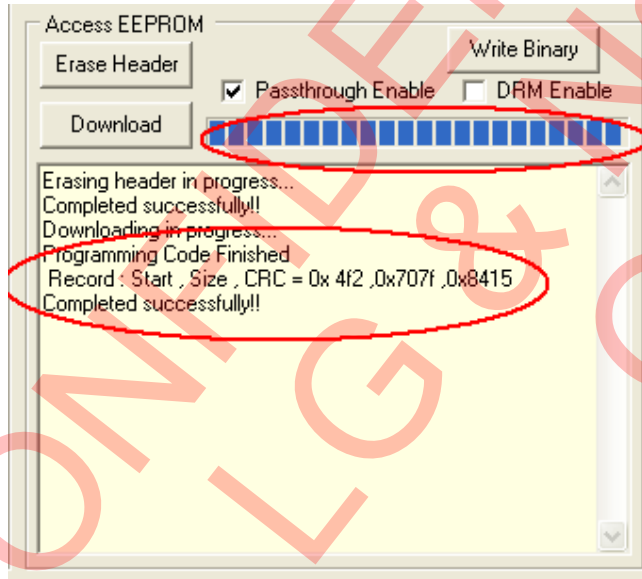 Access EEPROM
Erase Header
Write Binary
Passthrough Enable
DRM Enable
Download
Erasing header in progress...
Completed successfully!!
Downloading in progress...
Programming Code Finished
Record : Start , Size , CRC = 0x 4f2 ,0x707f ,0x8415
Completed successfully!!
LG &